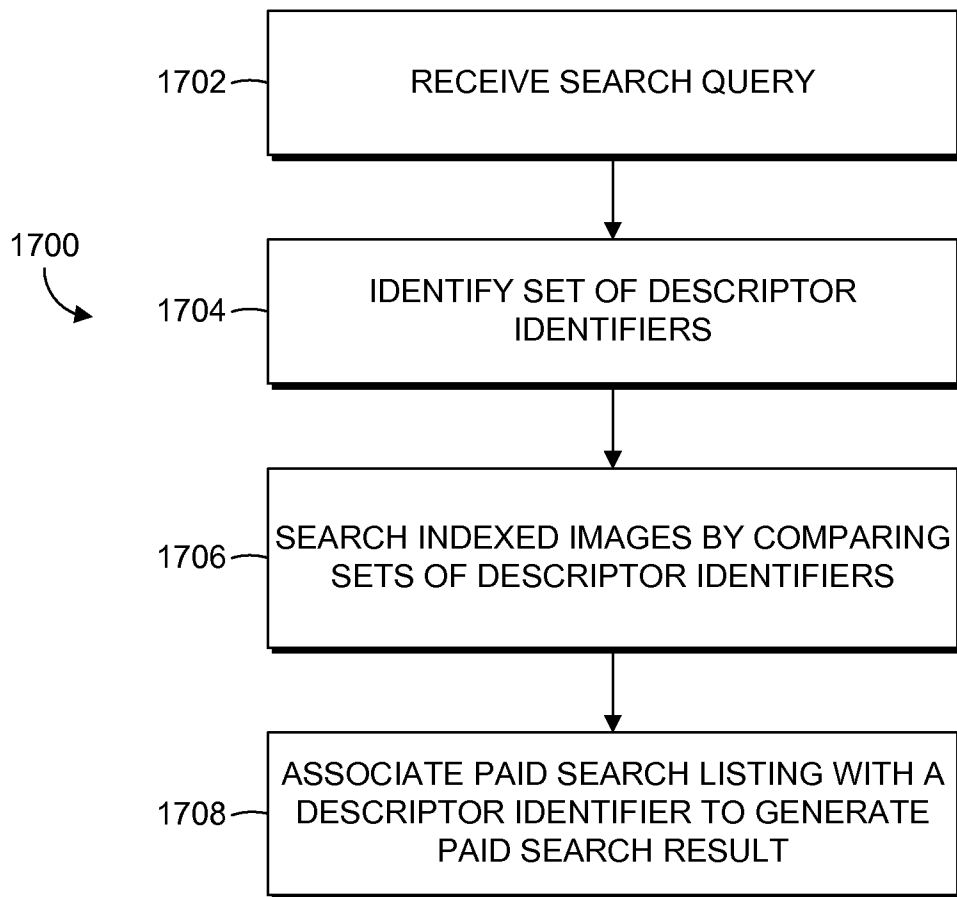 1700
1702
RECEIVE SEARCH QUERY
1704
IDENTIFY SET OF DESCRIPTOR
IDENTIFIERS
1706
SEARCH INDEXED IMAGES BY COMPARING
SETS OF DESCRIPTOR IDENTIFIERS
1708
ASSOCIATE PAID SEARCH LISTING WITH A
DESCRIPTOR IDENTIFIER TO GENERATE
PAID SEARCH RESULT